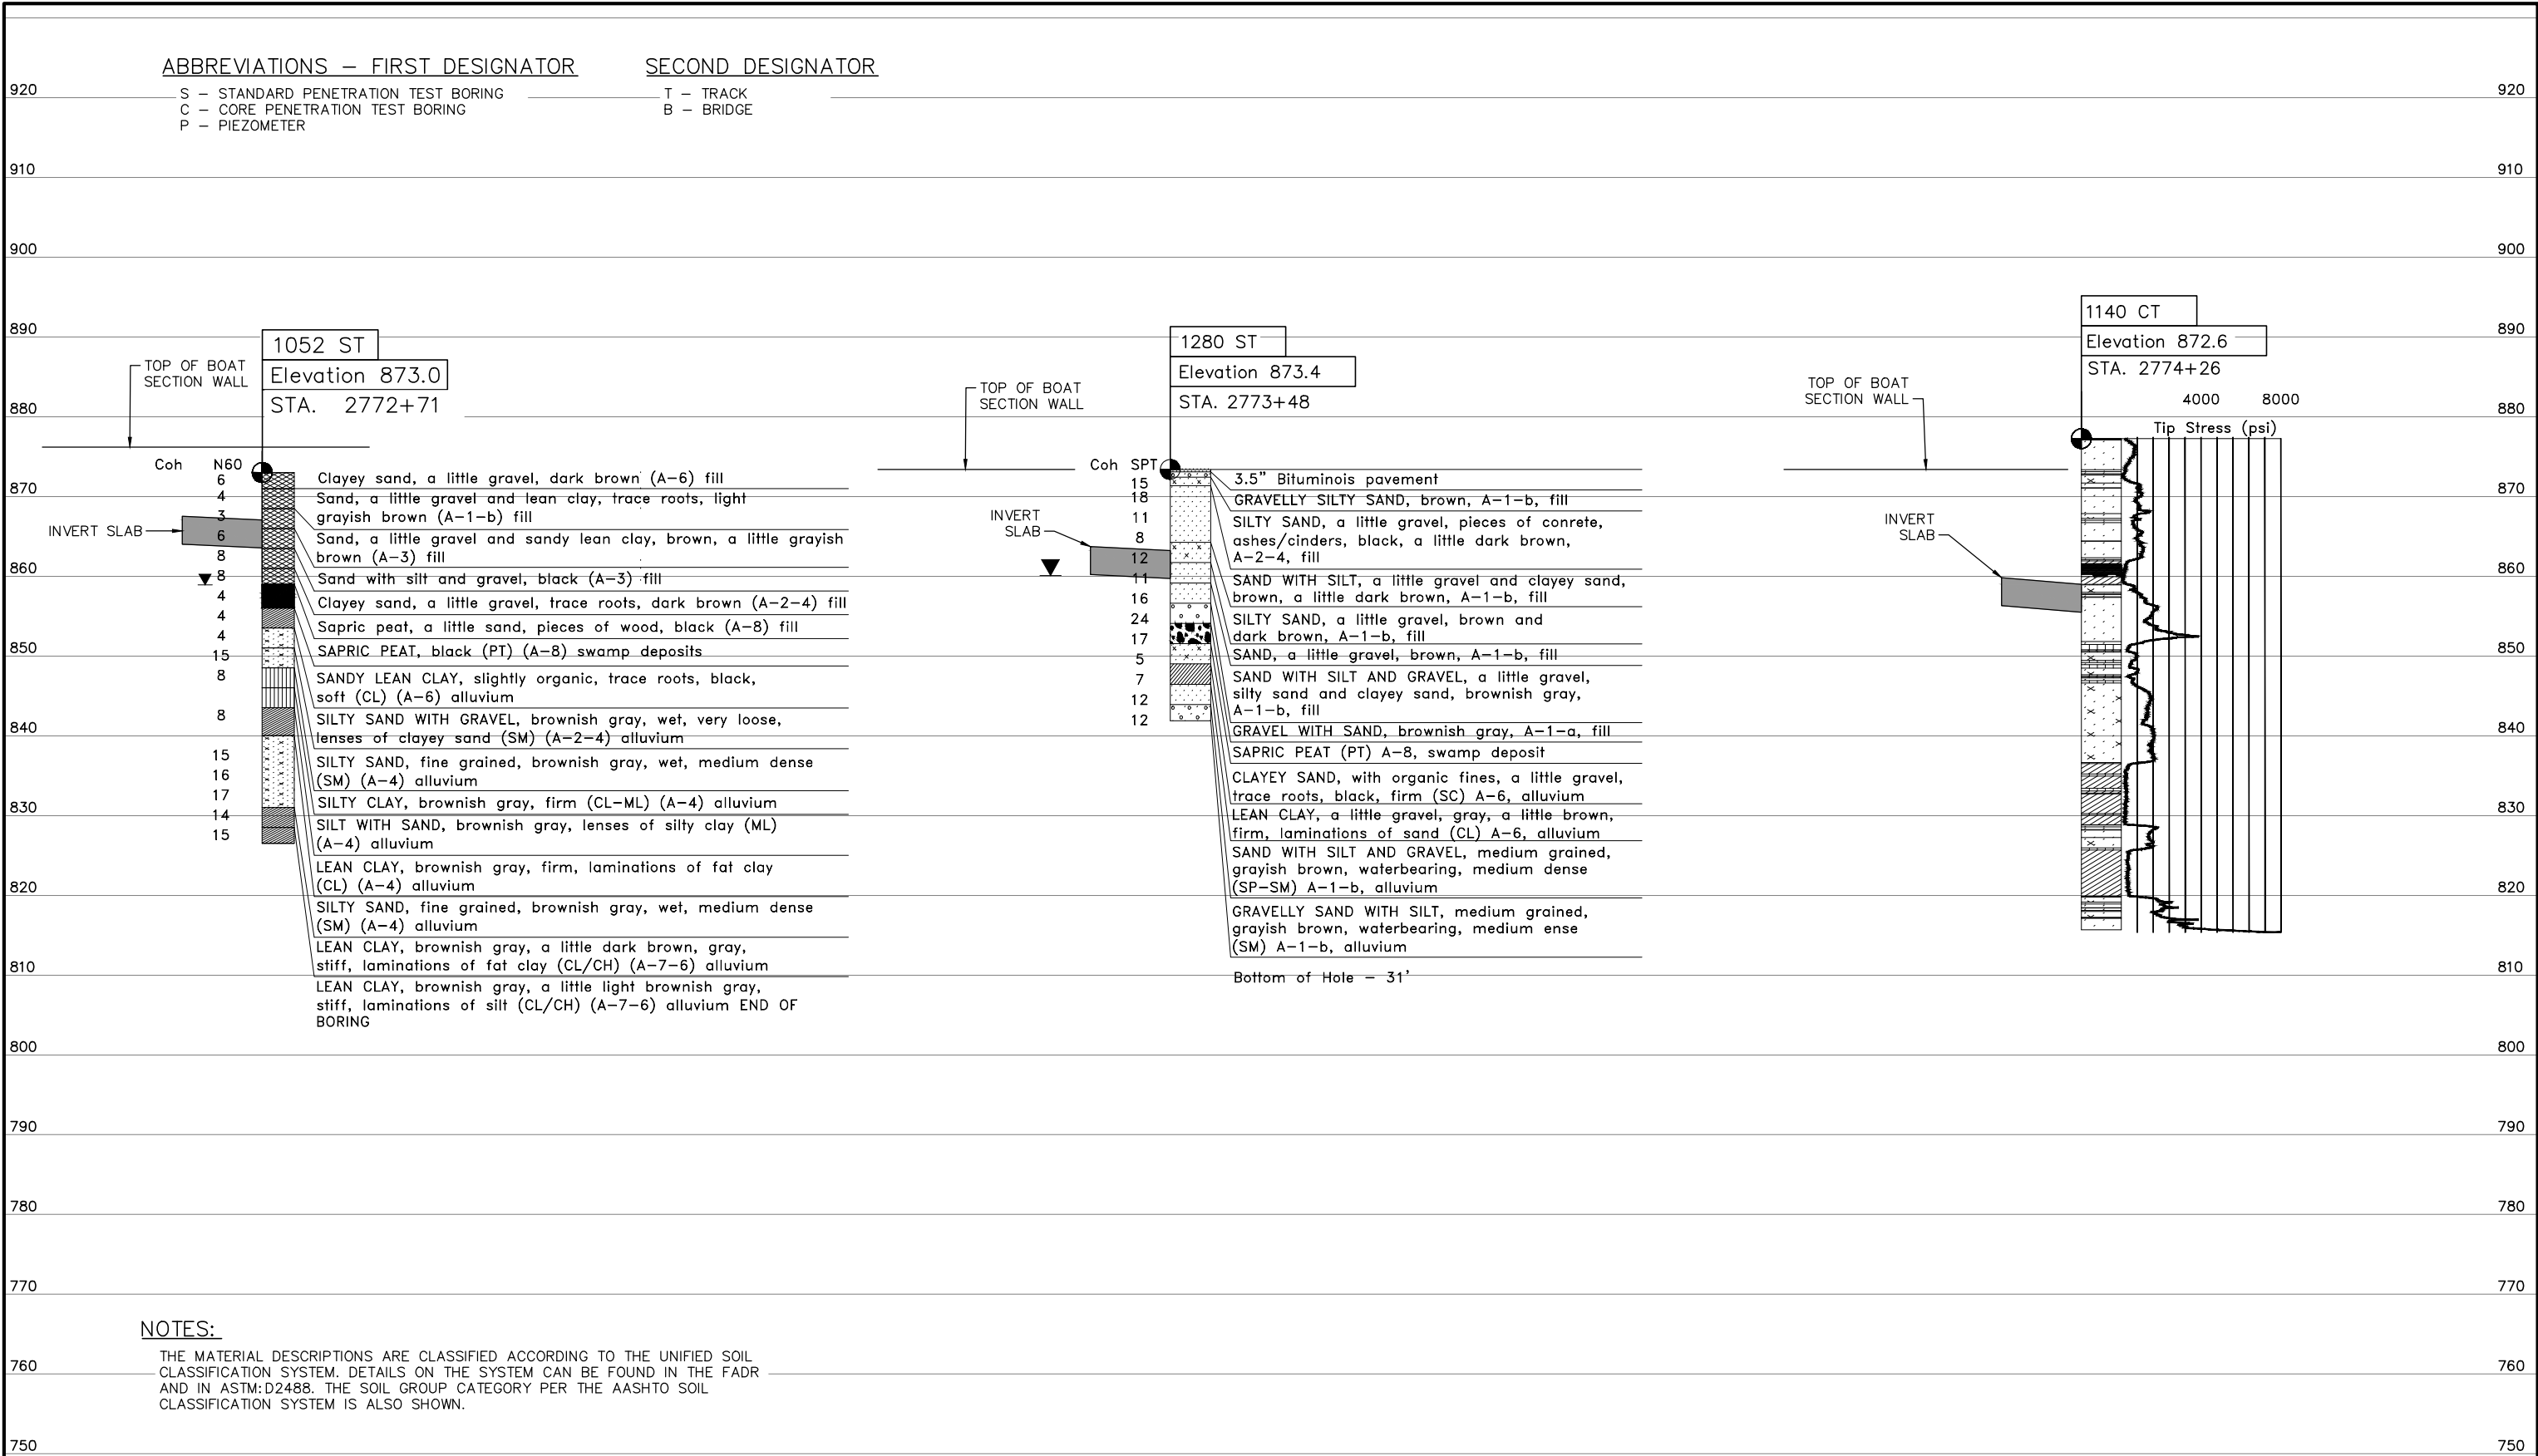 ABBREVIATIONS – FIRST DESIGNATOR
S – STANDARD PENETRATION TEST BORING
C – CORE PENETRATION TEST BORING
P – PIEZOMETER
SECOND DESIGNATOR
T – TRACK
B – BRIDGE
920
910
900
890
880
870
860
850
840
830
820
810
800
790
780
770
760
750
1052 ST
Elevation 873.0
STA. 2772+71
TOP OF BOAT
SECTION WALL
INVERT SLAB
Coh N60
6
4
3
6
8
8
4
4
4
15
8
8
15
16
17
14
15
Clayey sand, a little gravel, dark brown (A-6) fill
Sand, a little gravel and lean clay, trace roots, light
grayish brown (A-1-b) fill
Sand, a little gravel and sandy lean clay, brown, a little grayish
brown (A-3) fill
Sand with silt and gravel, black (A-3) fill
Clayey sand, a little gravel, trace roots, dark brown (A-2-4) fill
Sapric peat, a little sand, pieces of wood, black (A-8) fill
SAPRIC PEAT, black (PT) (A-8) swamp deposits
SANDY LEAN CLAY, slightly organic, trace roots, black,
soft (CL) (A-6) alluvium
SILTY SAND WITH GRAVEL, brownish gray, wet, very loose,
lenses of clayey sand (SM) (A-2-4) alluvium
SILTY SAND, fine grained, brownish gray, wet, medium dense
(SM) (A-4) alluvium
SILTY CLAY, brownish gray, firm (CL-ML) (A-4) alluvium
SILT WITH SAND, brownish gray, lenses of silty clay (ML)
(A-4) alluvium
LEAN CLAY, brownish gray, firm, laminations of fat clay
(CL) (A-4) alluvium
SILTY SAND, fine grained, brownish gray, wet, medium dense
(SM) (A-4) alluvium
LEAN CLAY, brownish gray, a little dark brown, gray,
stiff, laminations of fat clay (CL/CH) (A-7-6) alluvium
LEAN CLAY, brownish gray, a little light brownish gray,
stiff, laminations of silt (CL/CH) (A-7-6) alluvium END OF
BORING
1280 ST
Elevation 873.4
STA. 2773+48
TOP OF BOAT
SECTION WALL
INVERT
SLAB
Coh SPT
15
18
11
8
12
11
16
24
17
5
7
12
12
3.5" Bituminois pavement
GRAVELLY SILTY SAND, brown, A-1-b, fill
SILTY SAND, a little gravel, pieces of conrete,
ashes/cinders, black, a little dark brown,
A-2-4, fill
SAND WITH SILT, a little gravel and clayey sand,
brown, a little dark brown, A-1-b, fill
SILTY SAND, a little gravel, brown and
dark brown, A-1-b, fill
SAND, a little gravel, brown, A-1-b, fill
SAND WITH SILT AND GRAVEL, a little gravel,
silty sand and clayey sand, brownish gray,
A-1-b, fill
GRAVEL WITH SAND, brownish gray, A-1-a, fill
SAPRIC PEAT (PT) A-8, swamp deposit
CLAYEY SAND, with organic fines, a little gravel,
trace roots, black, firm (SC) A-6, alluvium
LEAN CLAY, a little gravel, gray, a little brown,
firm, laminations of sand (CL) A-6, alluvium
SAND WITH SILT AND GRAVEL, medium grained,
grayish brown, waterbearing, medium dense
(SP-SM) A-1-b, alluvium
GRAVELLY SAND WITH SILT, medium grained,
grayish brown, waterbearing, medium ense
(SM) A-1-b, alluvium
Bottom of Hole – 31'
1140 CT
Elevation 872.6
STA. 2774+26
4000 8000
Tip Stress (psi)
TOP OF BOAT
SECTION WALL
INVERT
SLAB
920
910
900
890
880
870
860
850
840
830
820
810
800
790
780
770
760
750
NOTES:
THE MATERIAL DESCRIPTIONS ARE CLASSIFIED ACCORDING TO THE UNIFIED SOIL
CLASSIFICATION SYSTEM. DETAILS ON THE SYSTEM CAN BE FOUND IN THE FADR
AND IN ASTM:D2488. THE SOIL GROUP CATEGORY PER THE AASHTO SOIL
CLASSIFICATION SYSTEM IS ALSO SHOWN.